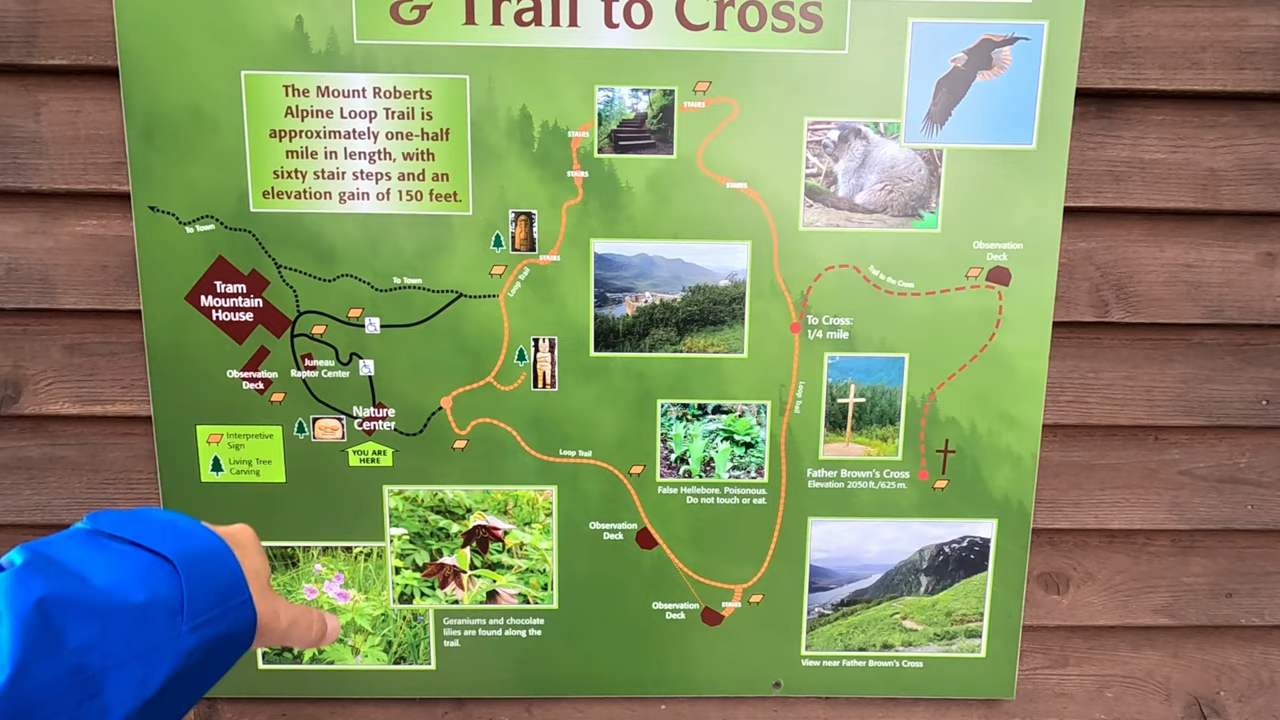 & Trail to Cross
The Mount Roberts
Alpine Loop Trail is
approximately one-half
mile in length, with
sixty stair steps and an
elevation gain of 150 feet.
STAIRS
STAIRS
STAIRS
STAIRS
STAIRS
To Town
To Town
Loop Trail
Tram
Mountain
House
Observation
Deck
Juneau
Raptor Center
Nature
Center
YOU ARE
HERE
Interpretive
Sign
Living Tree
Carving
Observation
Deck
Trail to the Cross
To Cross:
1/4 mile
Loop Trail
Loop Trail
Father Brown's Cross
Elevation 2050 ft./625 m.
False Hellebore. Poisonous.
Do not touch or eat.
Observation
Deck
Observation
Deck
STAIRS
Geraniums and chocolate
lilies are found along the
trail.
View near Father Brown's Cross